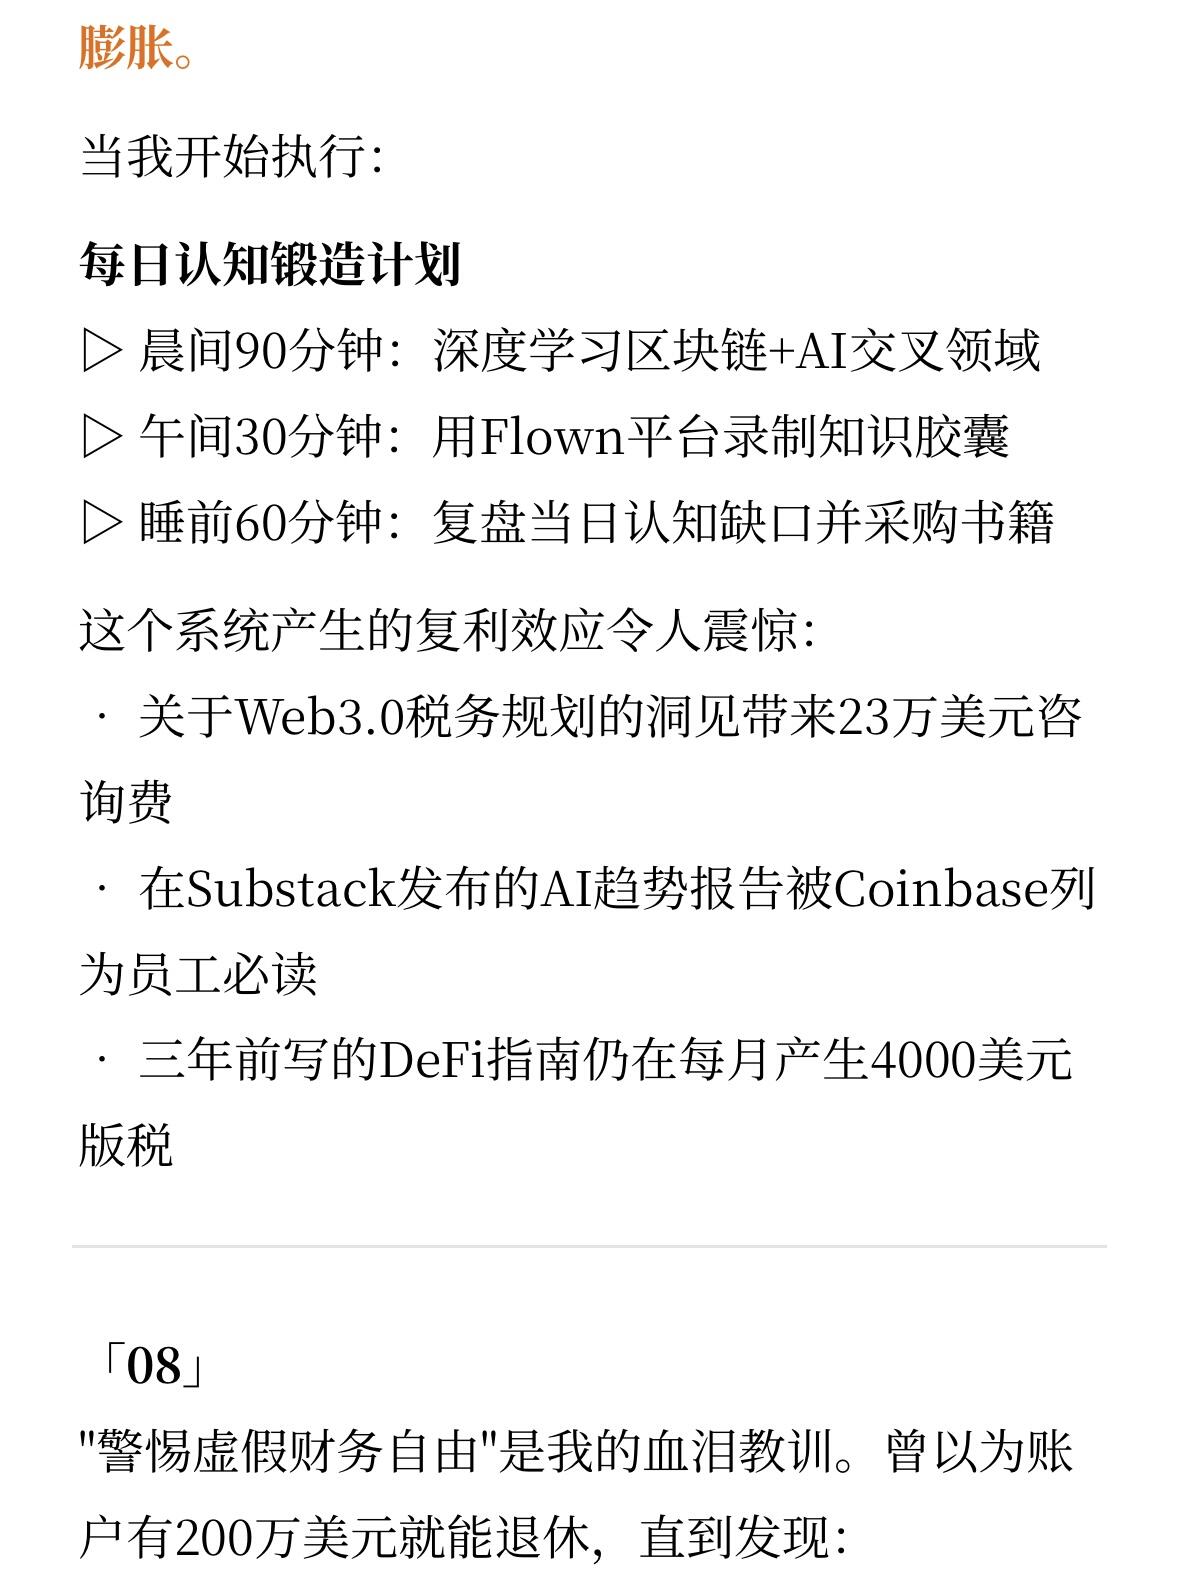 膨胀。
当我开始执行：
每日认知锻造计划
▷ 晨间90分钟：深度学习区块链+AI交叉领域
▷ 午间30分钟：用Flown平台录制知识胶囊
▷ 睡前60分钟：复盘当日认知缺口并采购书籍
这个系统产生的复利效应令人震惊：
· 关于Web3.0税务规划的洞见带来23万美元咨
询费
· 在Substack发布的AI趋势报告被Coinbase列
为员工必读
· 三年前写的DeFi指南仍在每月产生4000美元
版税
「08」
"警惕虚假财务自由"是我的血泪教训。曾以为账
户有200万美元就能退休，直到发现：